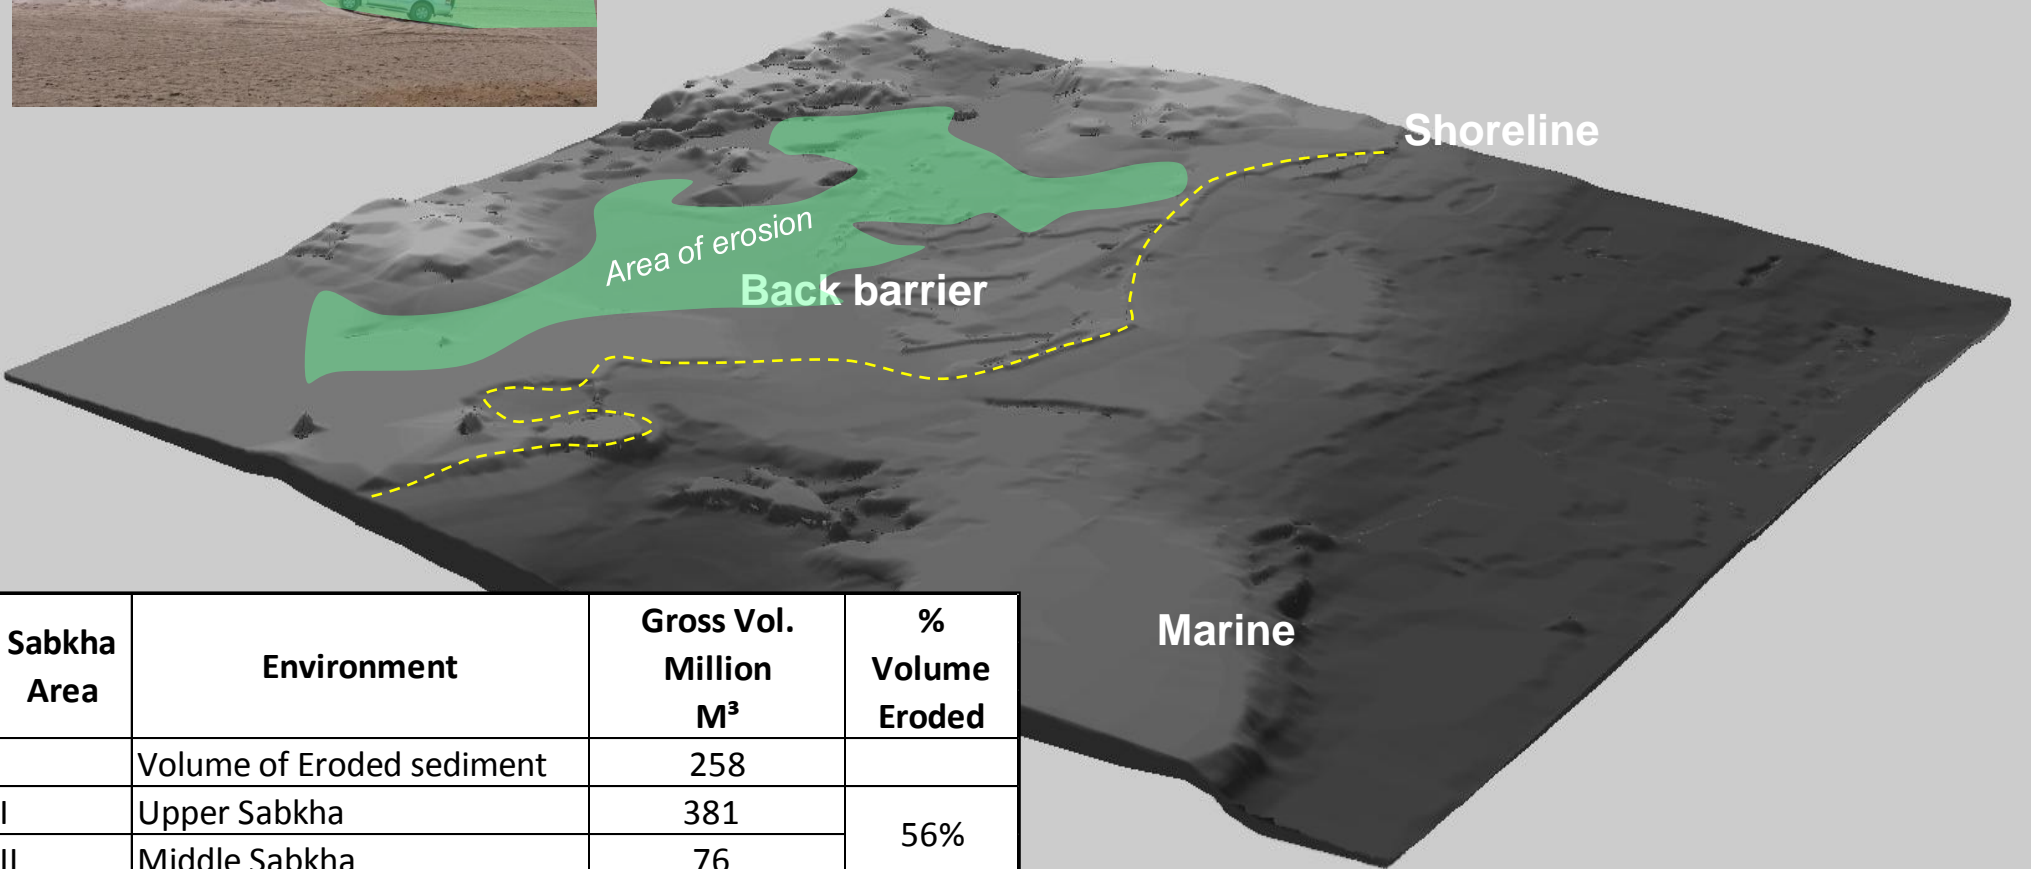 Shoreline
Area of erosion
Back barrier
Marine
Sabkha Area
Environment
Gross Vol. Million M³
% Volume Eroded
Volume of Eroded sediment
258
I
Upper Sabkha
381
56%
II
Middle Sabkha
76